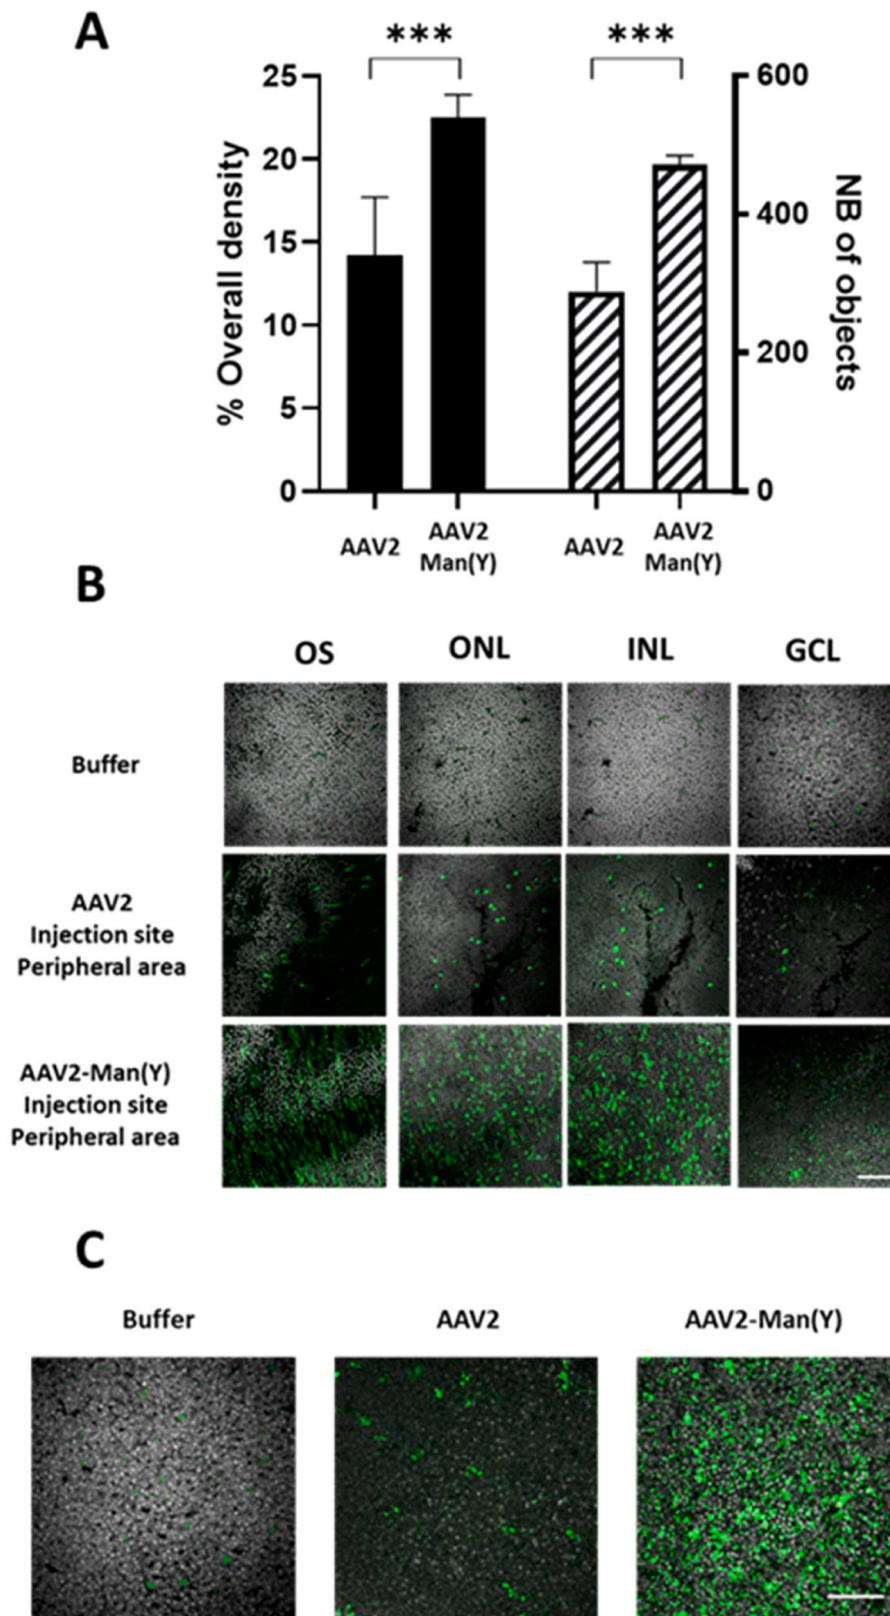 A
*** ***
25 600
20
15 400
10
200
5
0 0
% Overall density
NB of objects
AAV2 AAV2 Man(Y) AAV2 AAV2 Man(Y)
B
OS ONL INL GCL
Buffer
AAV2
Injection site
Peripheral area
AAV2-Man(Y)
Injection site
Peripheral area
C
Buffer AAV2 AAV2-Man(Y)